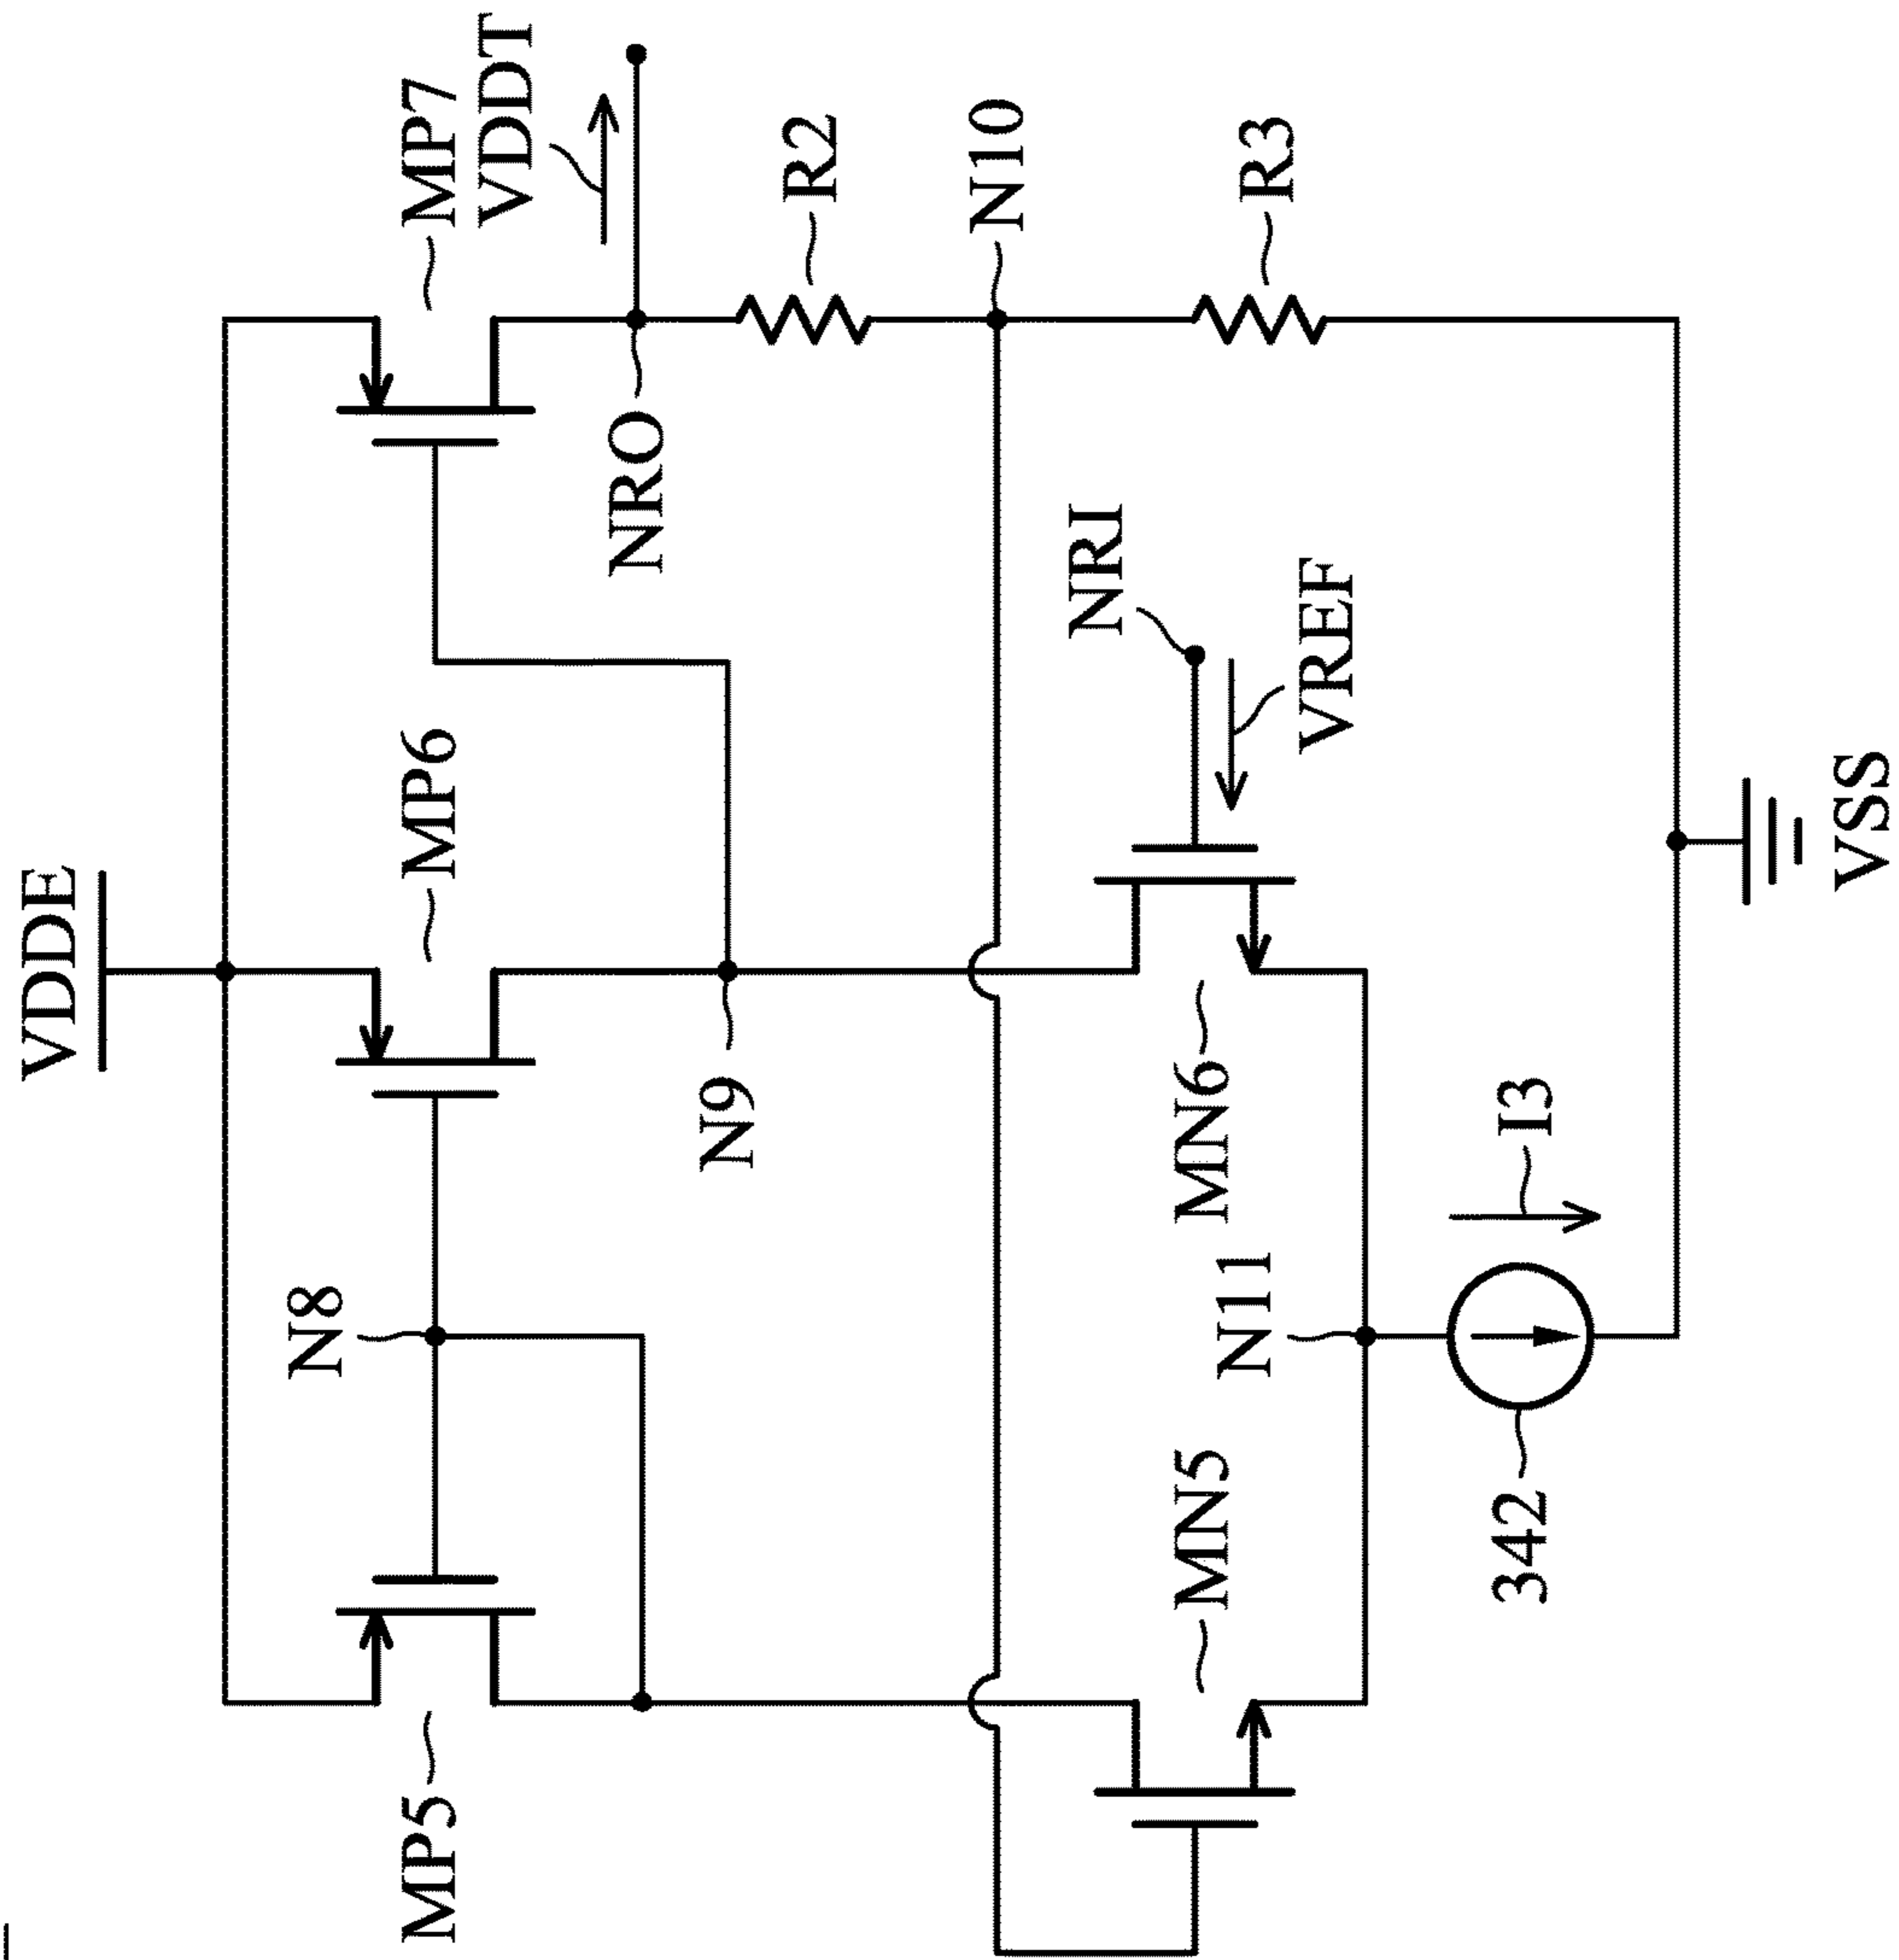 VDDE
MP5
MP6
MP7
VDDT
N8
NRO
N9
R2
N10
MN5
MN6
NRI
VREF
R3
N11
342
I3
VSS